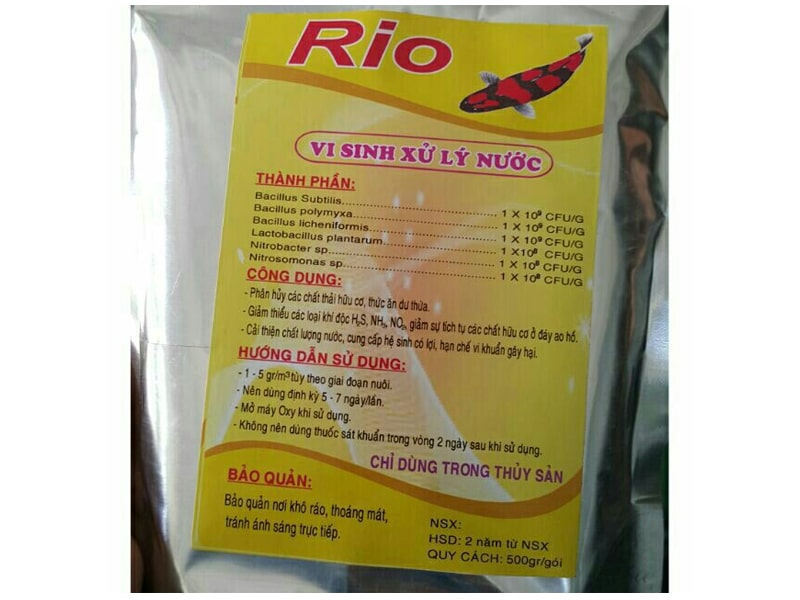 Rio
VI SINH XỬ LÝ NƯỚC
THÀNH PHẦN:
Bacillus Subtilis............................................ 1 X 10⁹ CFU/G
Bacillus polymyxa......................................... 1 X 10⁹ CFU/G
Bacillus licheniformis.................................... 1 X 10⁹ CFU/G
Lactobacillus plantarum................................ 1 X10⁸ CFU/G
Nitrobacter sp................................................ 1 X 10⁸ CFU/G
Nitrosomonas sp........................................... 1 X 10⁸ CFU/G
CÔNG DỤNG:
- Phân hủy các chất thải hữu cơ, thức ăn dư thừa.
- Giảm thiểu các loại khí độc H₂S, NH₃, NO₂, giảm sự tích tụ các chất hữu cơ ở đáy ao hồ.
- Cải thiện chất lượng nước, cung cấp hệ sinh có lợi, hạn chế vi khuẩn gây hại.
HƯỚNG DẪN SỬ DỤNG:
- 1 - 5 gr/m³ tùy theo giai đoạn nuôi.
- Nên dùng định kỳ 5 - 7 ngày/lần.
- Mở máy Oxy khi sử dụng.
- Không nên dùng thuốc sát khuẩn trong vòng 2 ngày sau khi sử dụng.
CHỈ DÙNG TRONG THỦY SẢN
BẢO QUẢN:
Bảo quản nơi khô ráo, thoáng mát,
tránh ánh sáng trực tiếp.
NSX:
HSD: 2 năm từ NSX
QUY CÁCH: 500gr/gói